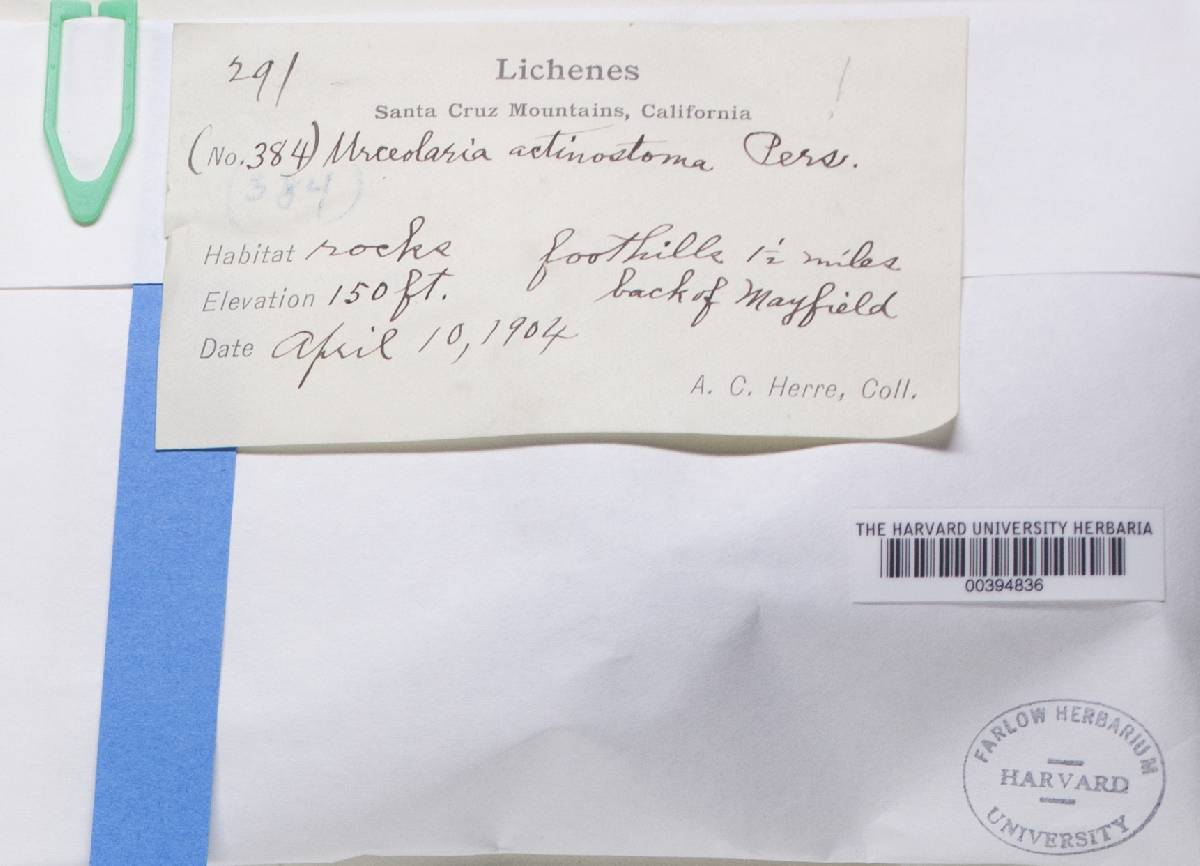 291
Lichenes
Santa Cruz Mountains, California
(No. 384) Urceolaria actinostoma Pers.
(384)
Habitat rocks foothills 1½ miles
Elevation 150 ft. back of Mayfield
Date April 10, 1904
A. C. Herre, Coll.
THE HARVARD UNIVERSITY HERBARIA
00394836
FARLOW HERBARIUM
HARVARD
UNIVERSITY